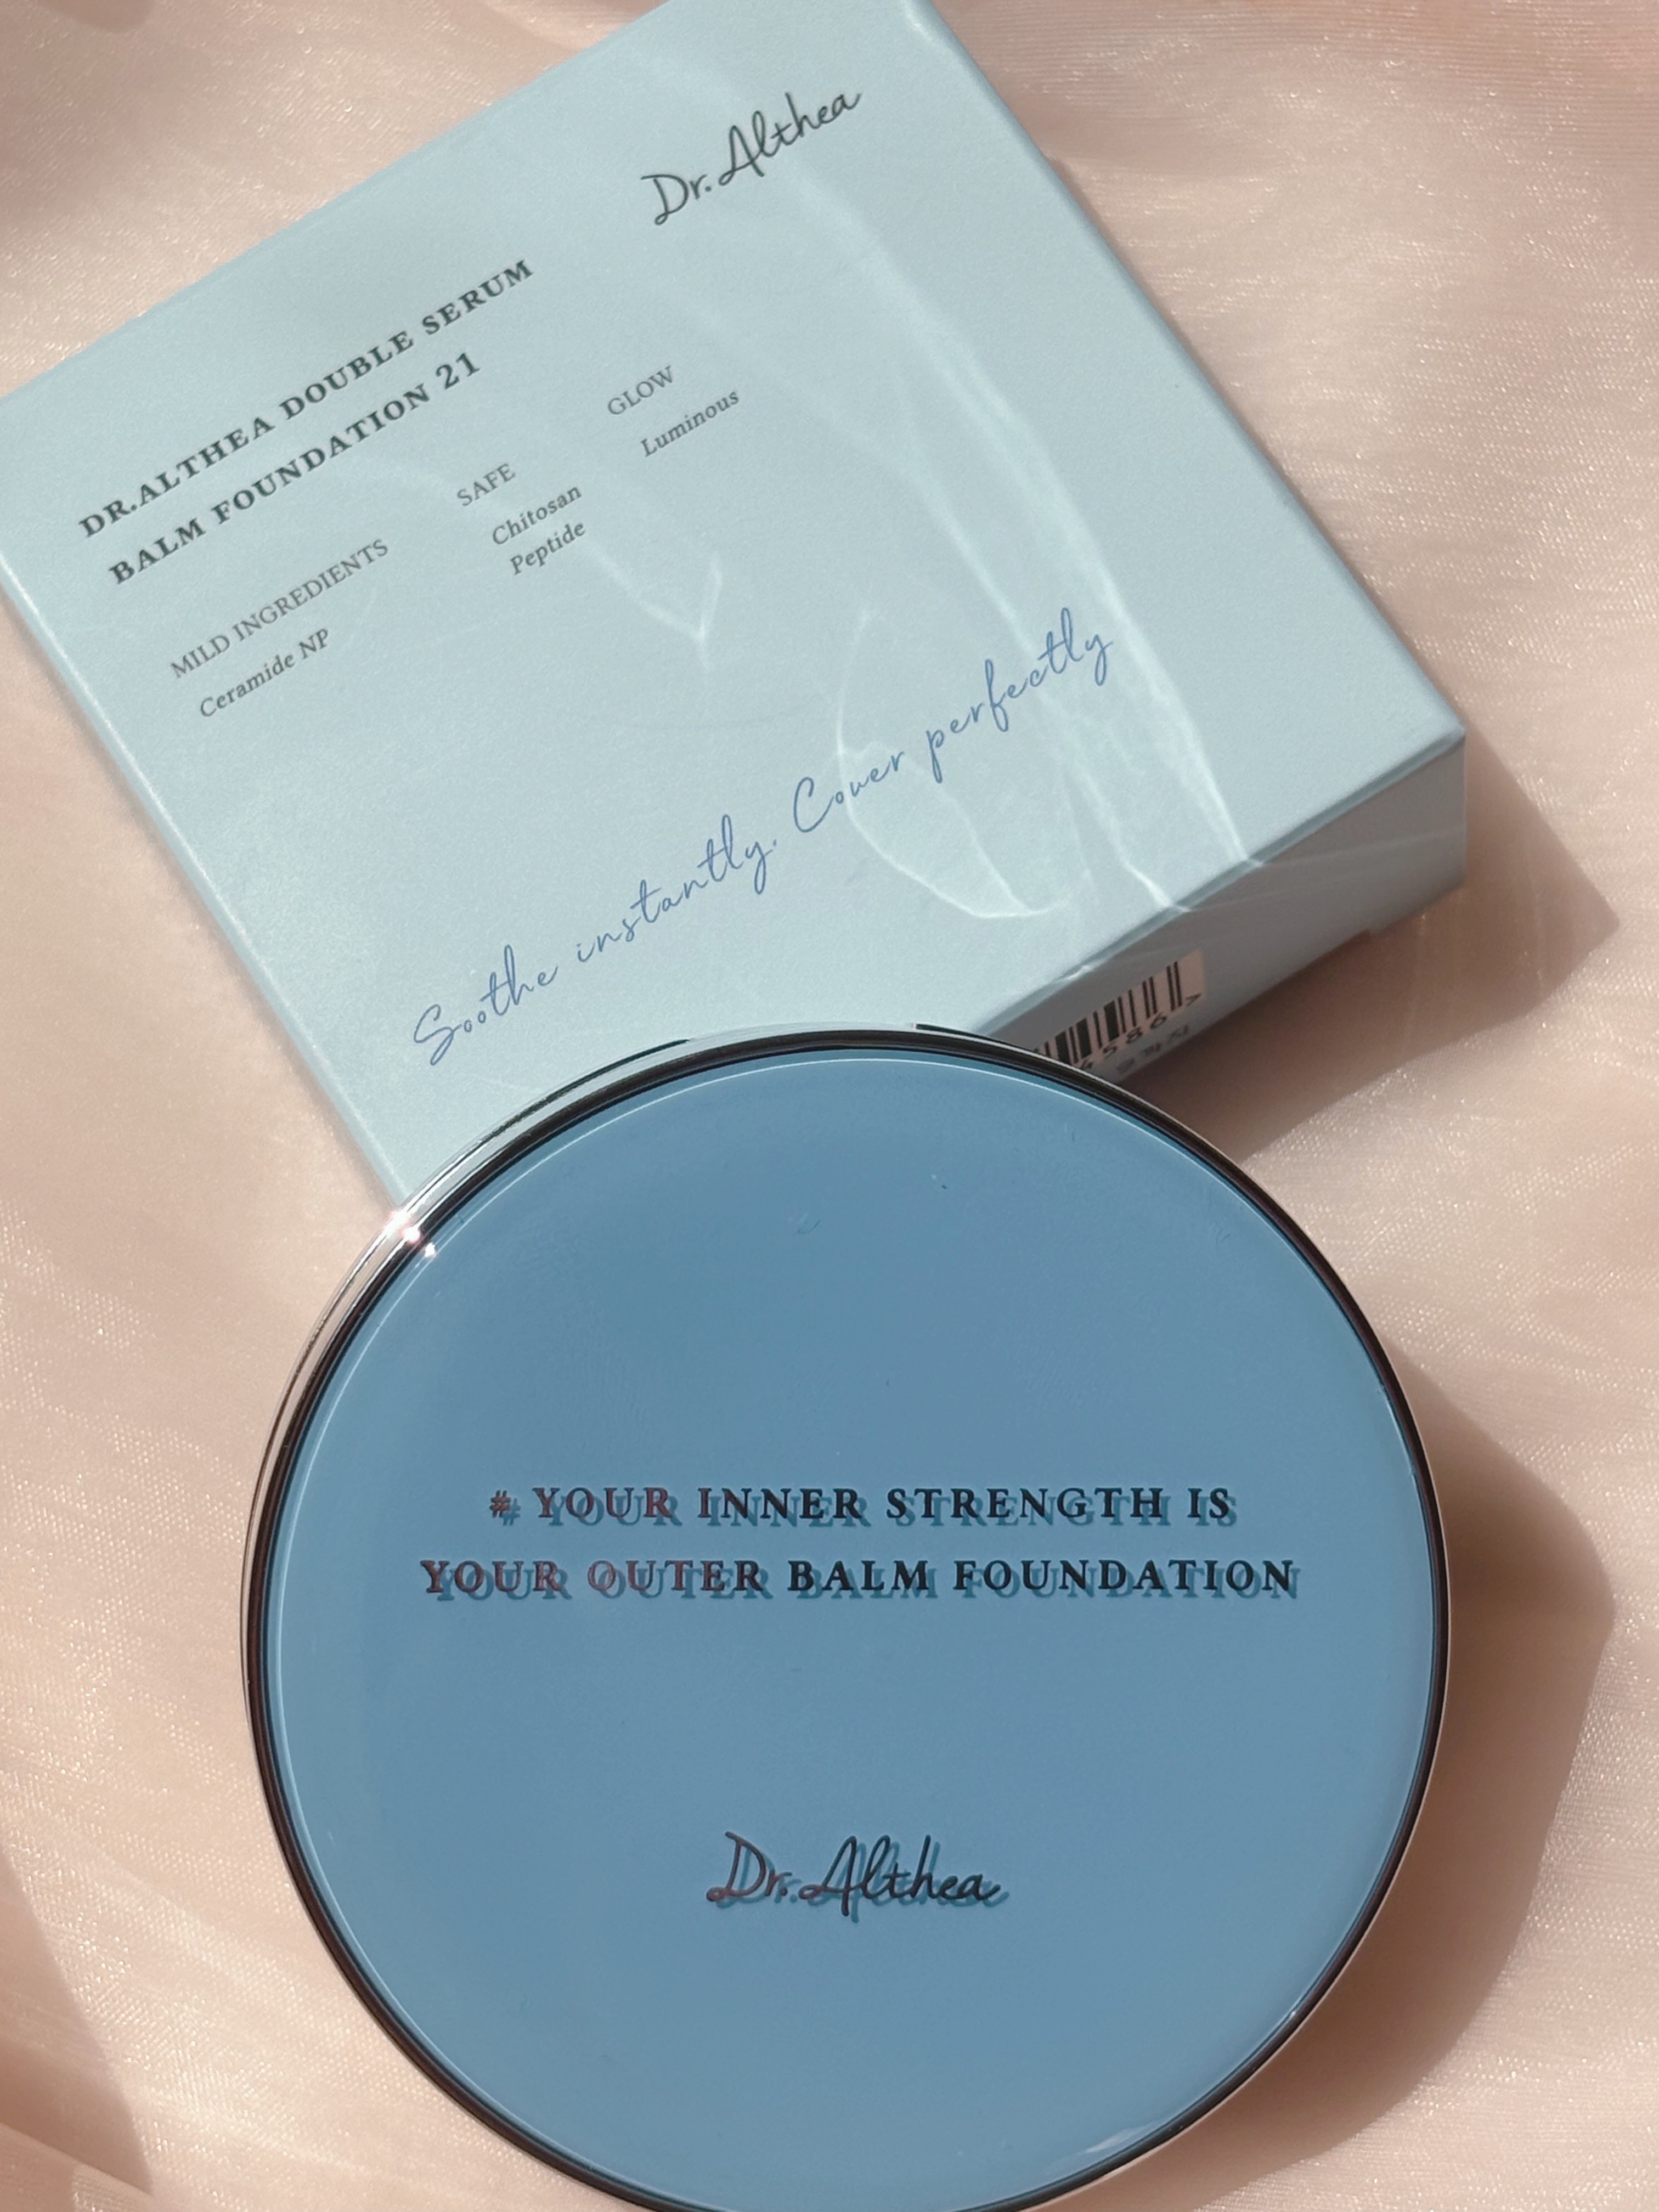 Dr.Althea
DR.ALTHEA DOUBLE SERUM
BALM FOUNDATION 21
MILD INGREDIENTS
Ceramide NP
SAFE
Chitosan
Peptide
GLOW
Luminous
Soothe instantly. Cover perfectly
# YOUR INNER STRENGTH IS
YOUR OUTER BALM FOUNDATION
Dr.Althea